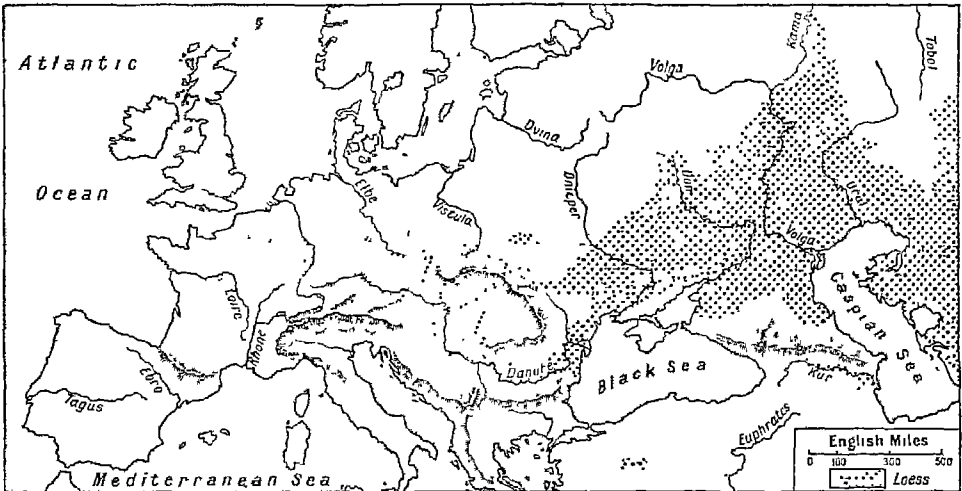 Atlantic
Ocean
Kama
Tobol
Volga
Dvina
Dnieper
Elbe
Vistula
Ural
Volga
Loire
Rhone
Ebro
Tagus
Danube
Black Sea
Caspian Sea
Kur
Euphrates
Mediterranean Sea
English Miles
0 100 300 500
Loess